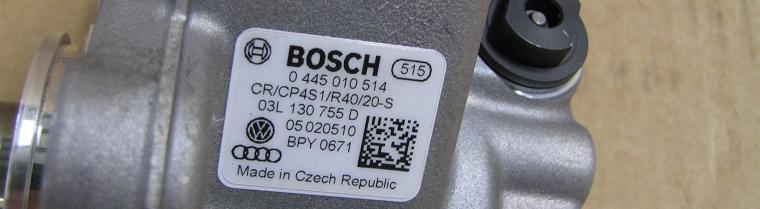 BOSCH 515
0 445 010 514
CR/CP4S1/R40/20-S
03L 130 755 D
05020510
BPY 0671
Made in Czech Republic